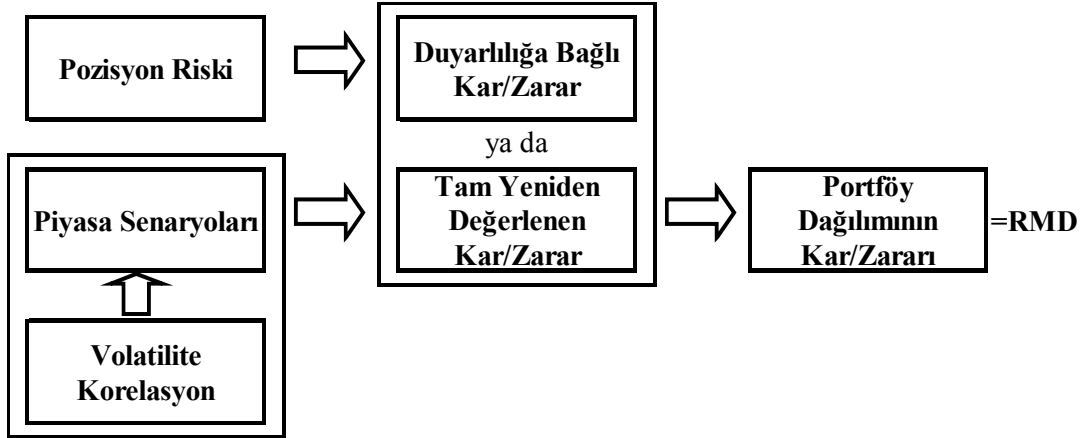 Pozisyon Riski
Duyarlılığa Bağlı
Kar/Zarar
ya da
Piyasa Senaryoları
Tam Yeniden
Değerlenen
Kar/Zarar
Portföy
Dağılımının
Kar/Zararı
=RMD
Volatilite
Korelasyon